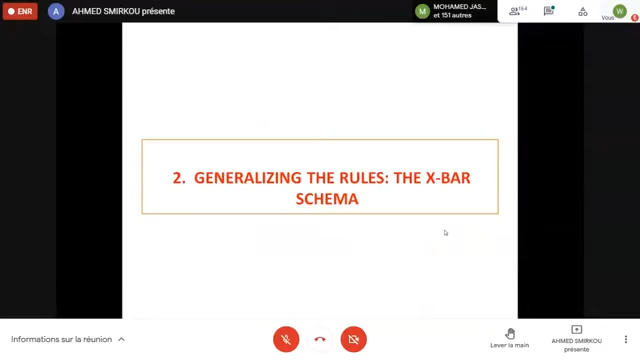 ENR
A
AHMED SMIRKOU présente
M
MOHAMED JAS...
et 151 autres
154
W
Vous
2. GENERALIZING THE RULES: THE X-BAR
SCHEMA
Informations sur la réunion
Lever la main
AHMED SMIRKOU
présente